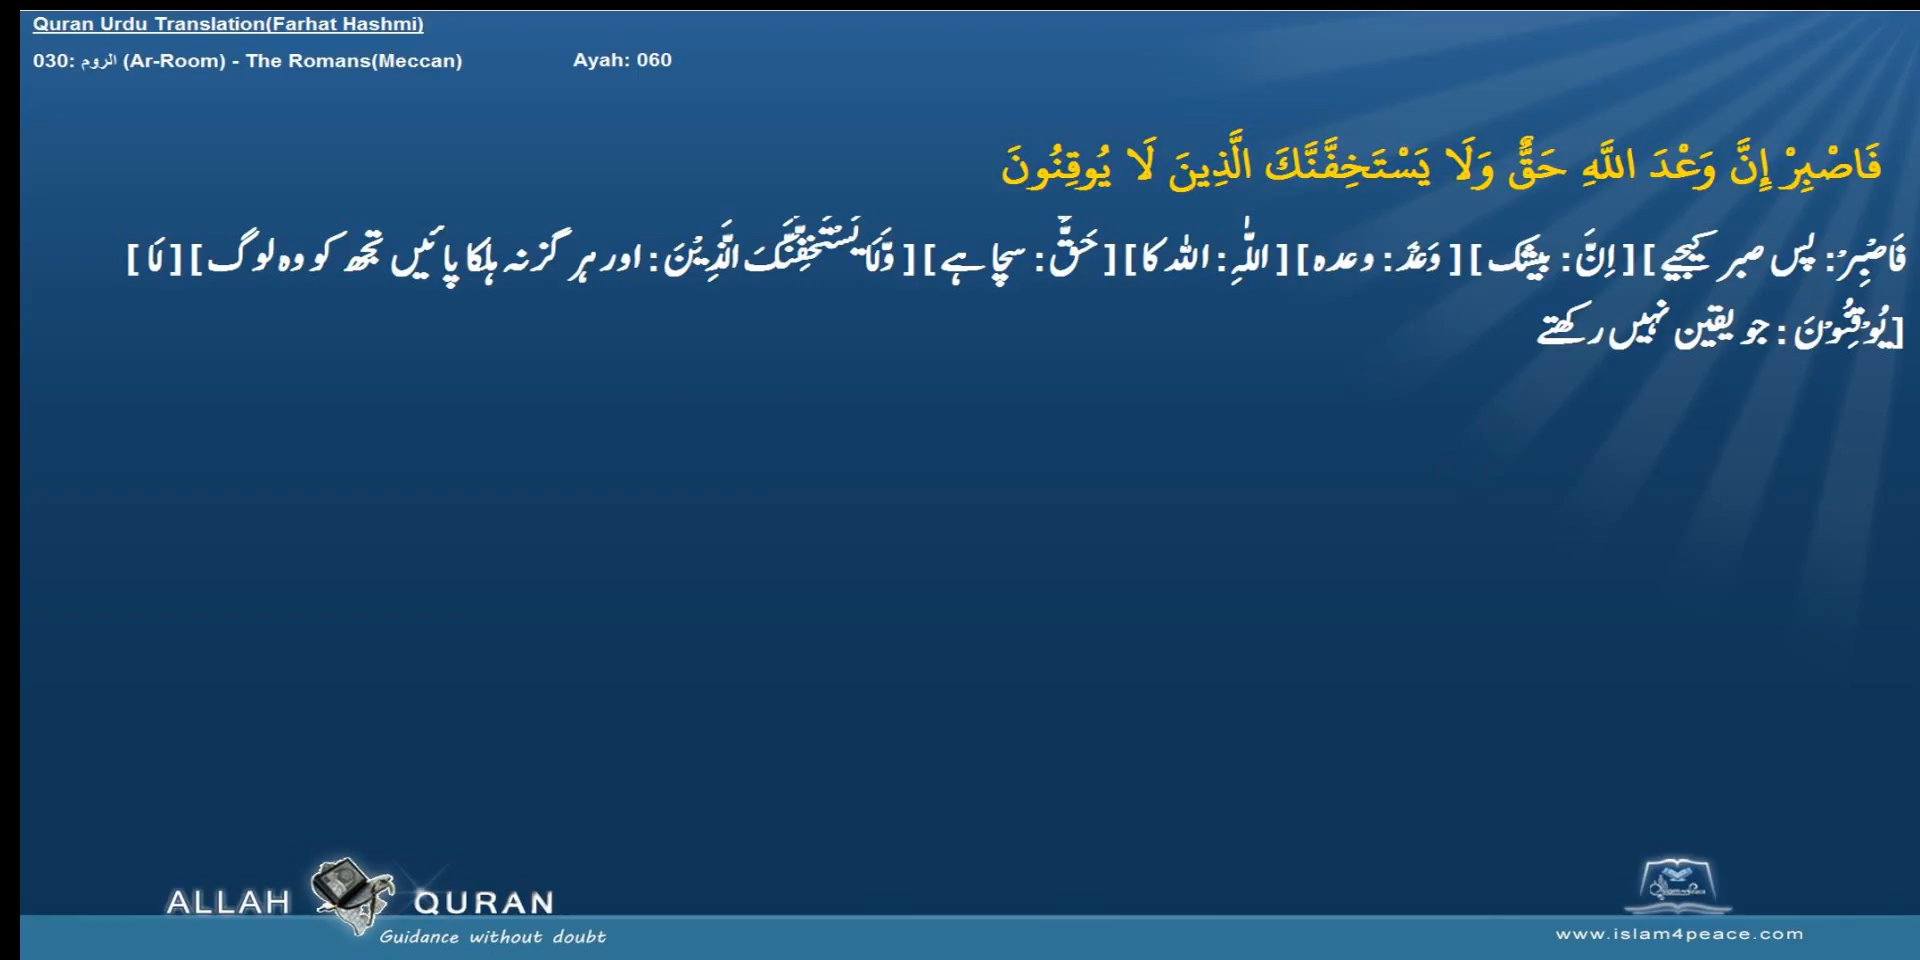 Quran Urdu Translation(Farhat Hashmi)
030: الروم (Ar-Room) - The Romans(Meccan) Ayah: 060
فَاصْبِرْ إِنَّ وَعْدَ اللَّهِ حَقٌّ وَلَا يَسْتَخِفَّنَّكَ الَّذِينَ لَا يُوقِنُونَ
فَاصْبِرْ: پس صبر کیجیے] [اِنَّ: بیشک] [وَعْدَ: وعدہ] [اللّٰہِ: اللہ کا] [حَقٌّ: سچا ہے] [وَّلَا یَسْتَخِفَّنَّکَ الَّذِیْنَ: اور ہر گز نہ ہلکا پائیں تجھ کو وہ لوگ] [لَا]
[یُوْقِنُوْنَ: جو یقین نہیں رکھتے
ALLAH QURAN
Guidance without doubt
www.islam4peace.com